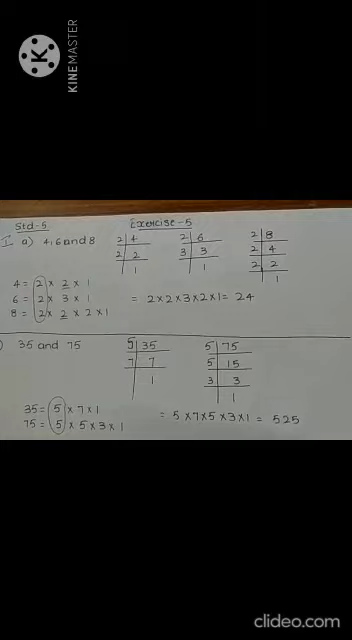 KINEMASTER
Std-5 Exercise-5
I a) 4, 6 and 8
2 4
2 2
1
2 6
3 3
1
2 8
2 4
2 2
1
4 = 2 × 2 × 1
6 = 2 × 3 × 1
8 = 2 × 2 × 2 × 1
= 2 × 2 × 3 × 2 × 1 = 24
) 35 and 75
5 35
7 7
1
5 75
5 15
3 3
1
35 = 5 × 7 × 1
75 = 5 × 5 × 3 × 1
= 5 × 7 × 5 × 3 × 1 = 525
clideo.com